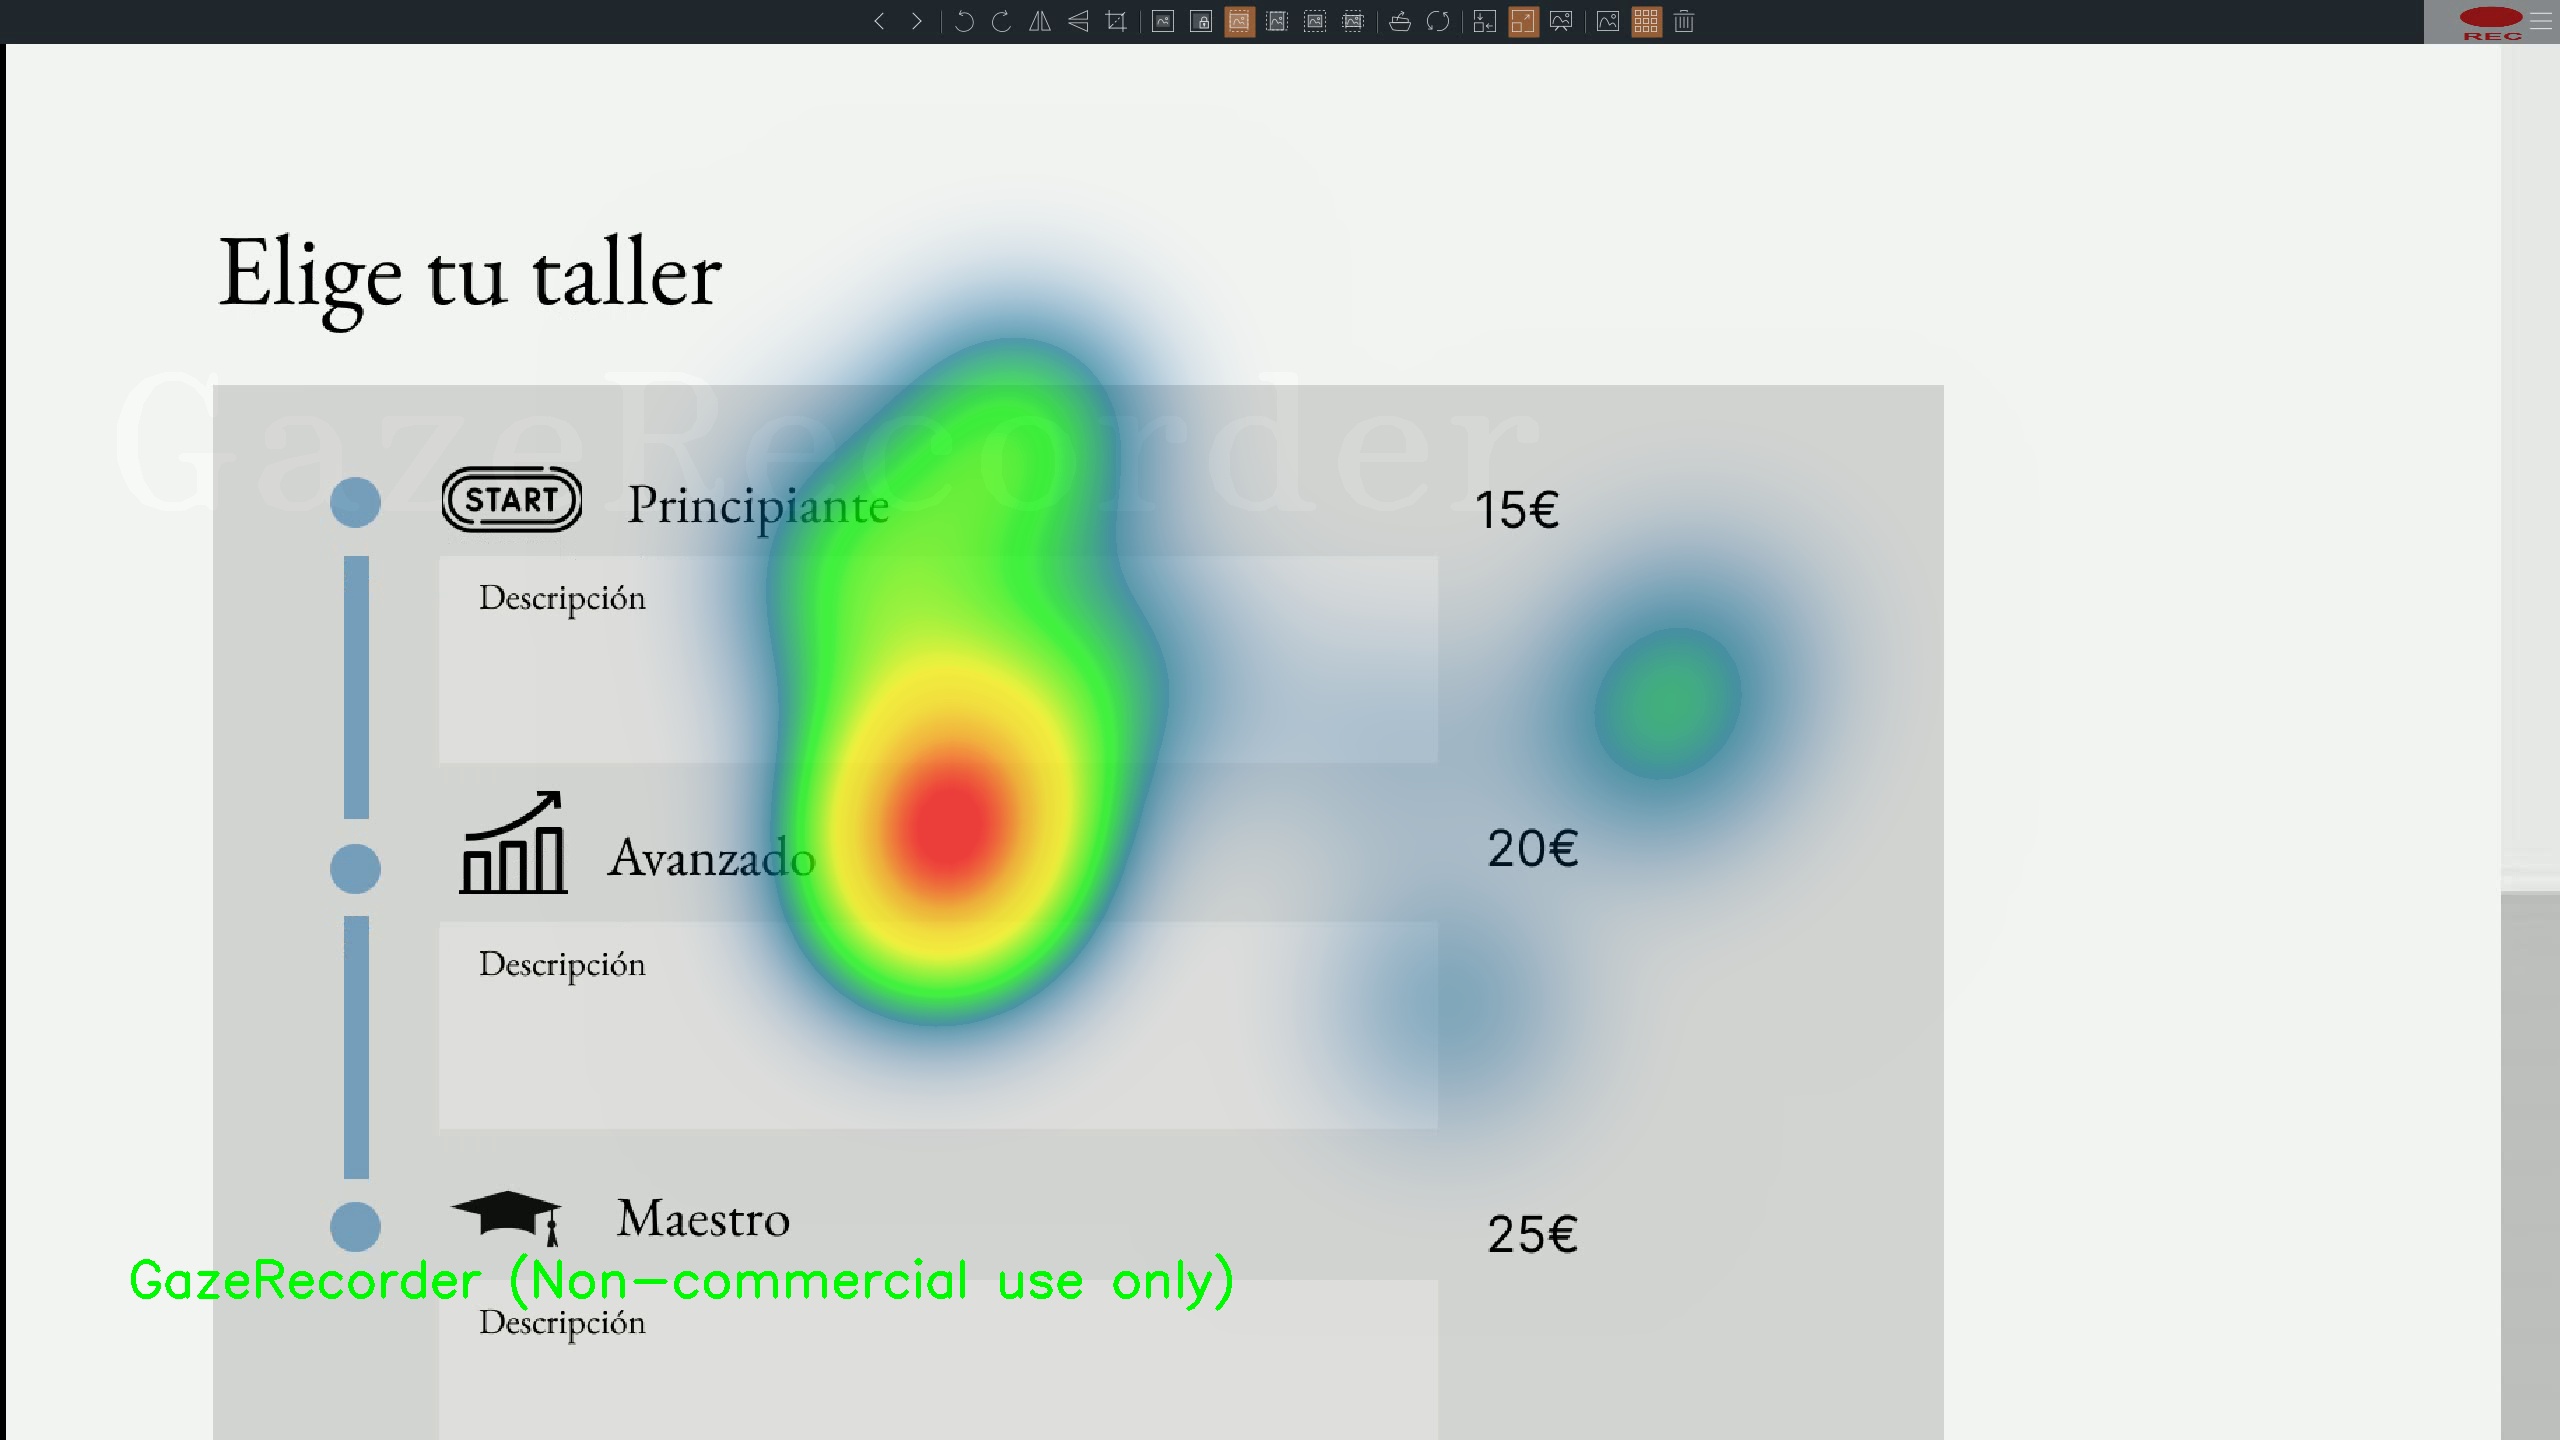 REC
Elige tu taller
GazeRecorder
START Principiante 15€
Descripción
Avanzado 20€
Descripción
Maestro 25€
GazeRecorder (Non-commercial use only)
Descripción